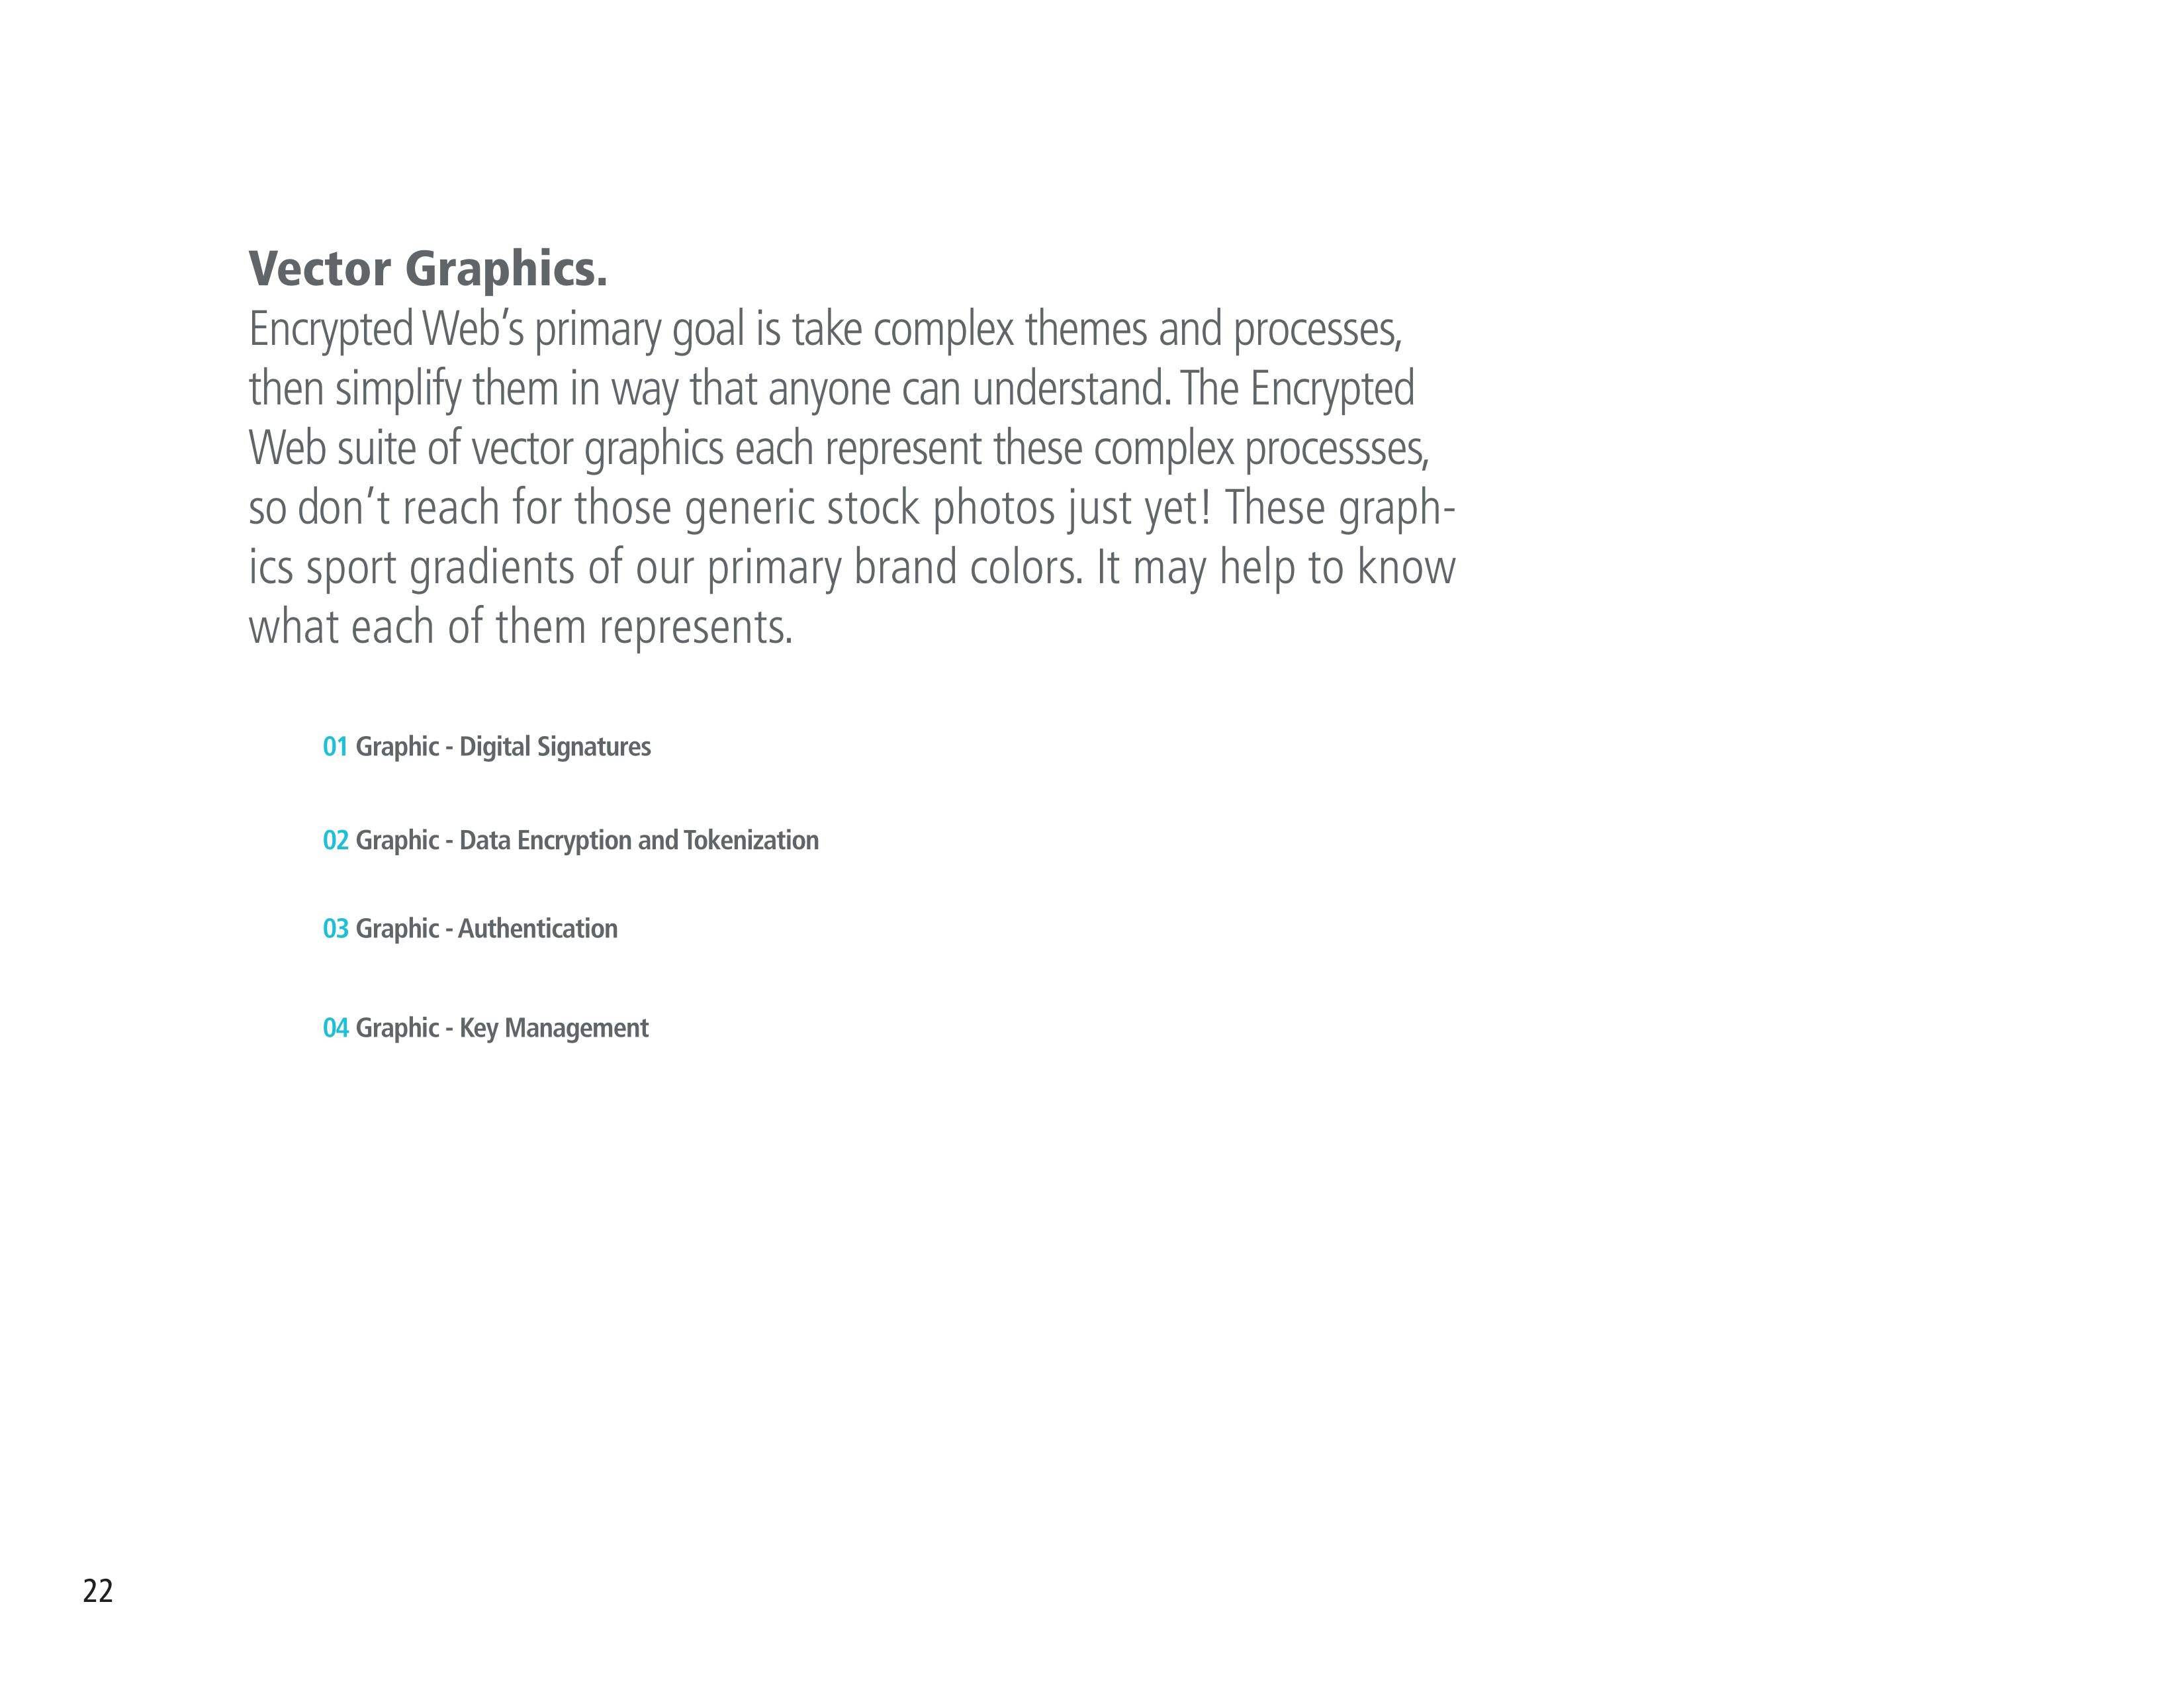 Vector Graphics.
Encrypted Web’s primary goal is take complex themes and processes,
then simplify them in way that anyone can understand. The Encrypted
Web suite of vector graphics each represent these complex processses,
so don’t reach for those generic stock photos just yet! These graph-
ics sport gradients of our primary brand colors. It may help to know
what each of them represents.
01 Graphic - Digital Signatures
02 Graphic - Data Encryption and Tokenization
03 Graphic - Authentication
04 Graphic - Key Management
22